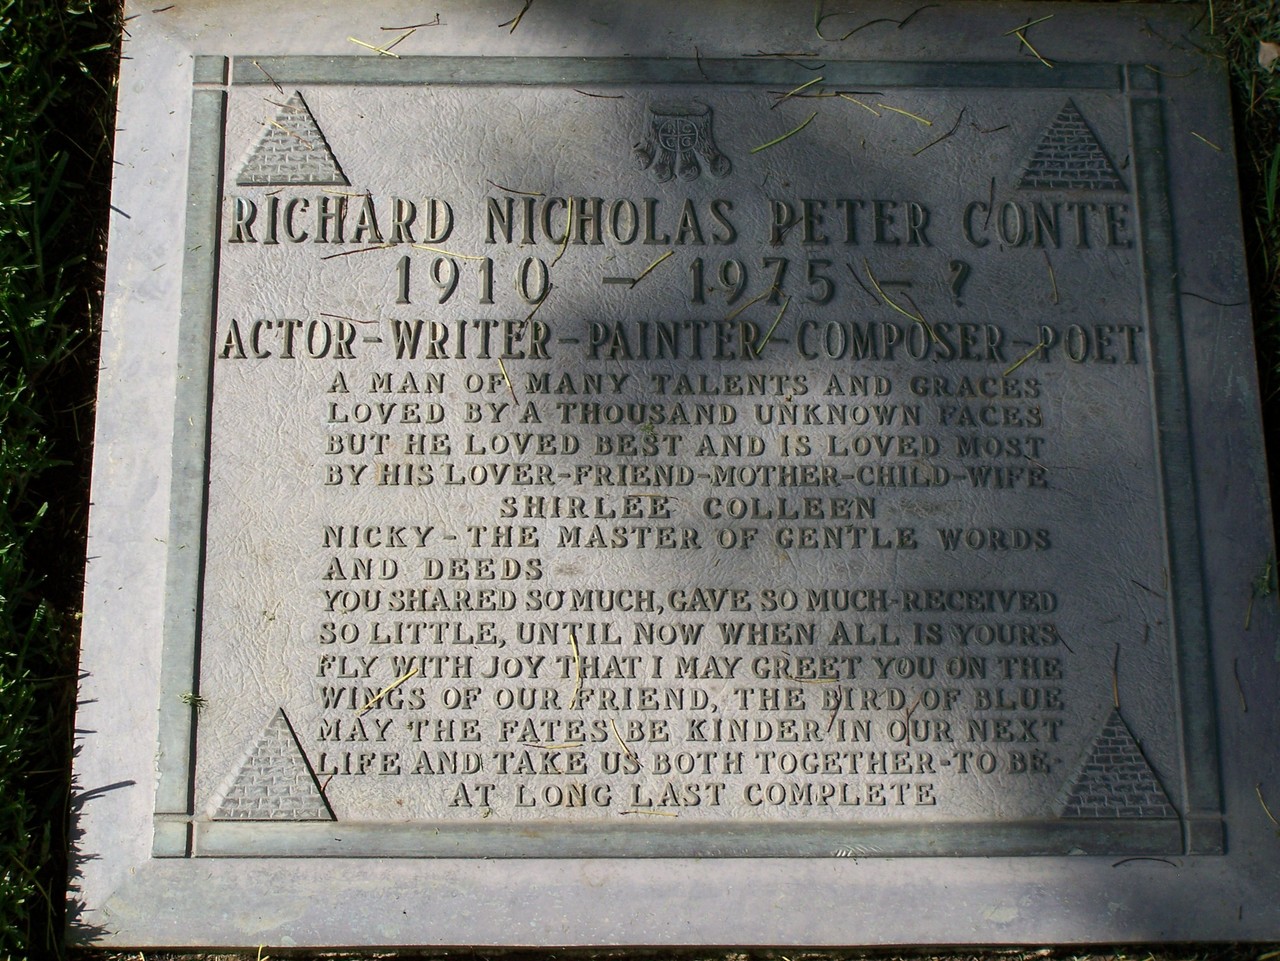 RICHARD NICHOLAS PETER CONTE
1910 – 1975 – ?
ACTOR-WRITER-PAINTER-COMPOSER-POET
A MAN OF MANY TALENTS AND GRACES
LOVED BY A THOUSAND UNKNOWN FACES
BUT HE LOVED BEST AND IS LOVED MOST
BY HIS LOVER-FRIEND-MOTHER-CHILD-WIFE
SHIRLEE COLLEEN
NICKY-THE MASTER OF GENTLE WORDS
AND DEEDS
YOU SHARED SO MUCH, GAVE SO MUCH-RECEIVED
SO LITTLE, UNTIL NOW WHEN ALL IS YOURS
FLY WITH JOY THAT I MAY GREET YOU ON THE
WINGS OF OUR FRIEND, THE BIRD OF BLUE
MAY THE FATES BE KINDER IN OUR NEXT
LIFE AND TAKE US BOTH TOGETHER-TO BE-
AT LONG LAST COMPLETE